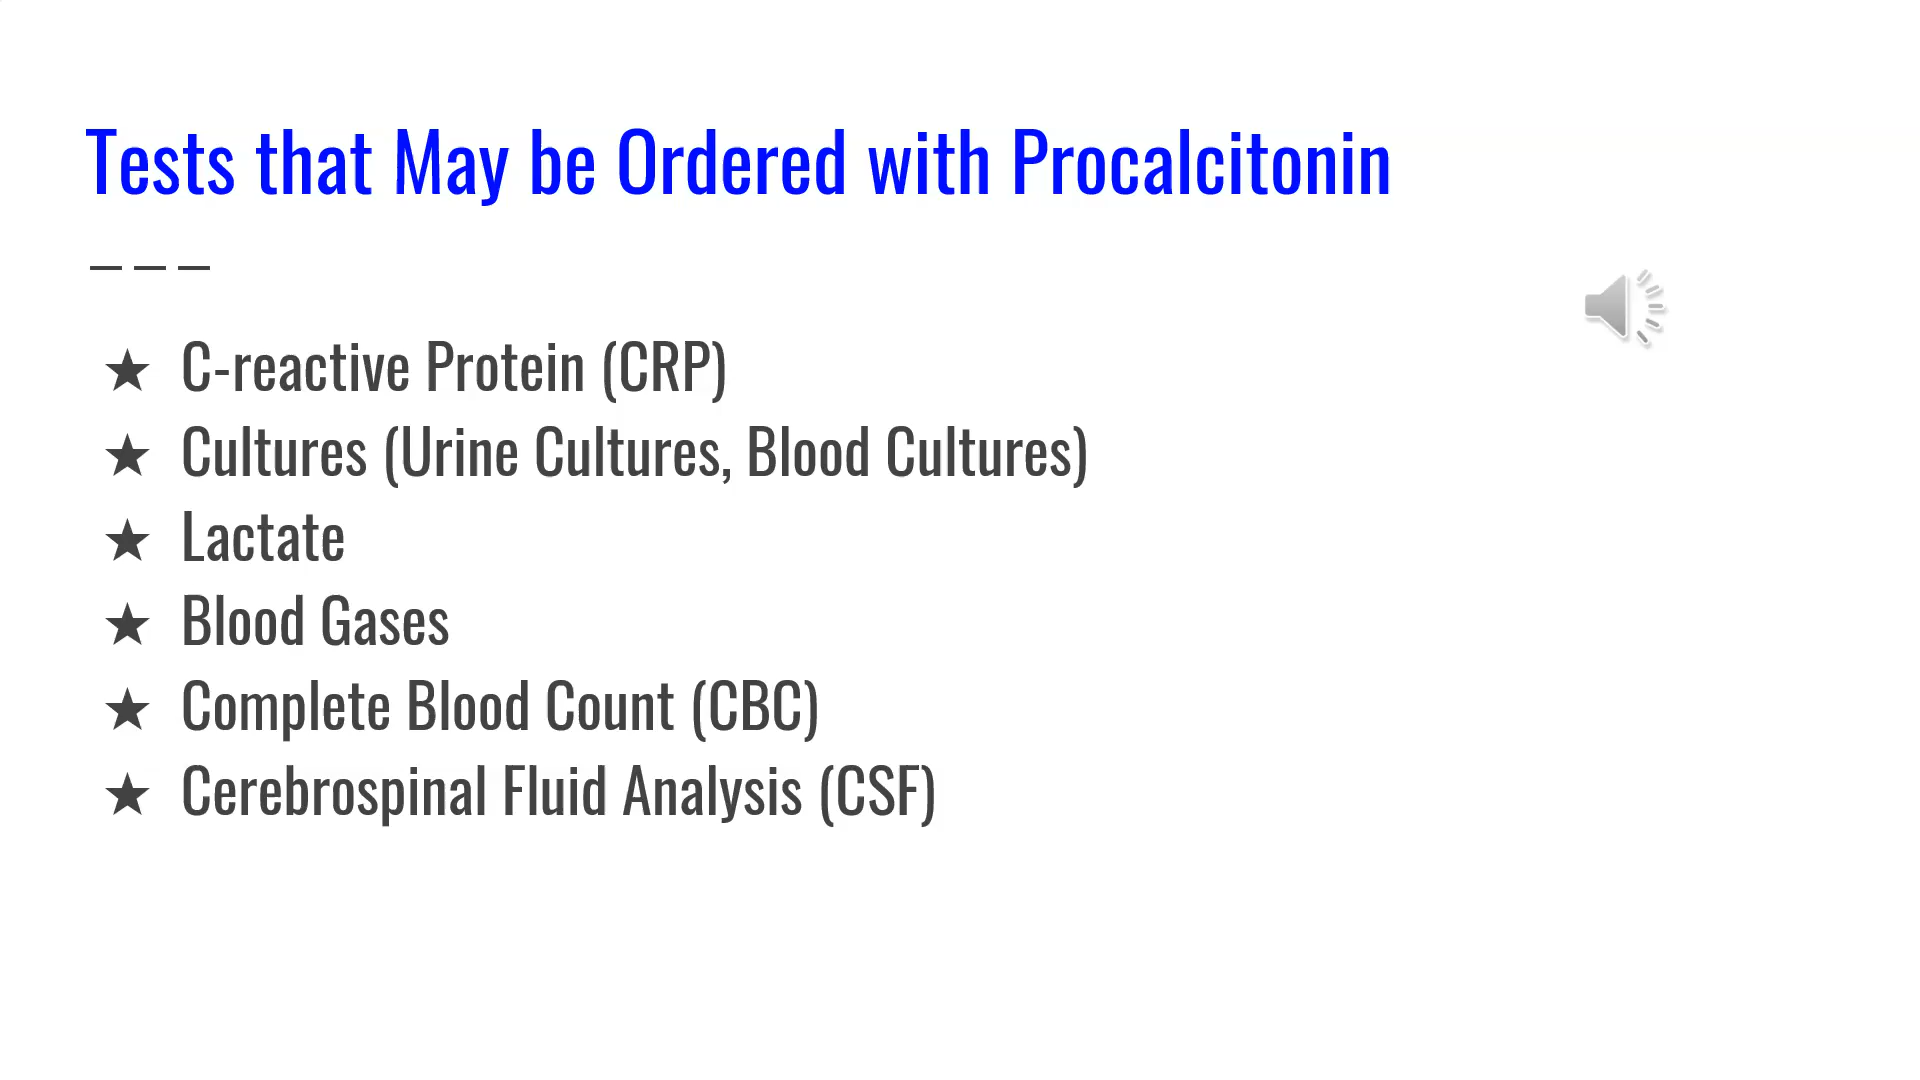 Tests that May be Ordered with Procalcitonin
★ C-reactive Protein (CRP)
★ Cultures (Urine Cultures, Blood Cultures)
★ Lactate
★ Blood Gases
★ Complete Blood Count (CBC)
★ Cerebrospinal Fluid Analysis (CSF)